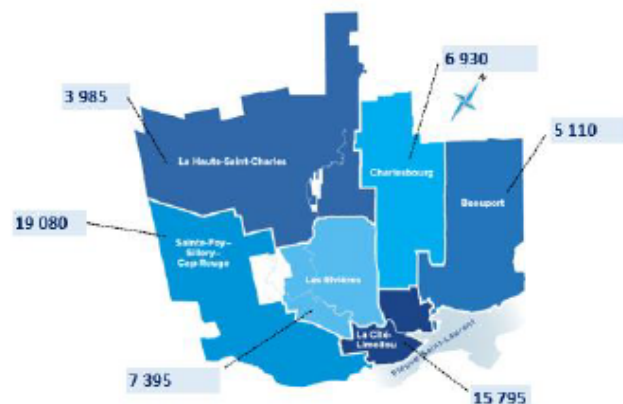 6 930
N
3 985
5 110
La Haute-Saint-Charles
Charlesbourg
Beauport
19 080
Sainte-Foy–
Sillery–
Cap-Rouge
Les Rivières
La Cité-
Limoilou
Fleuve Saint-Laurent
7 395
15 795